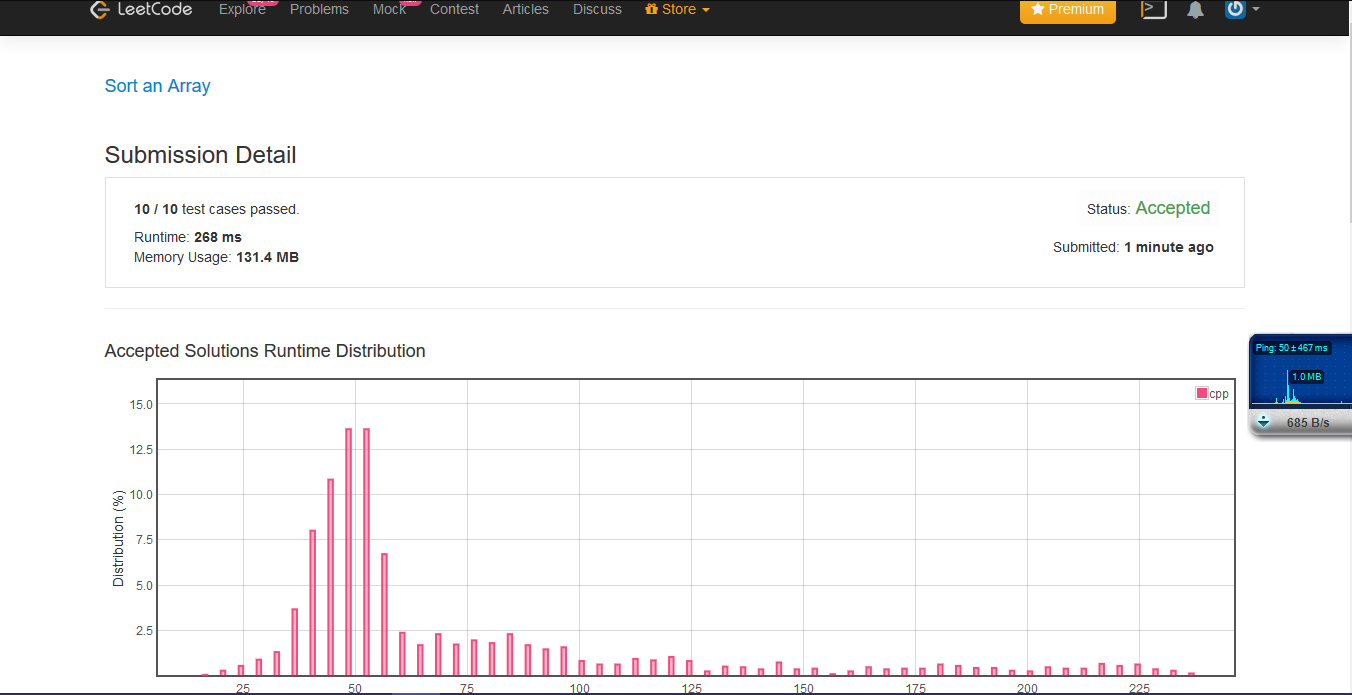 LeetCode Explore Problems Mock Contest Articles Discuss Store Premium
Sort an Array
Submission Detail
10 / 10 test cases passed.
Status: Accepted
Runtime: 268 ms
Submitted: 1 minute ago
Memory Usage: 131.4 MB
Accepted Solutions Runtime Distribution
Ping: 50 ± 467 ms
1.0 MB
685 B/s
cpp
Distribution (%)
15.0
12.5
10.0
7.5
5.0
2.5
25 50 75 100 125 150 175 200 225